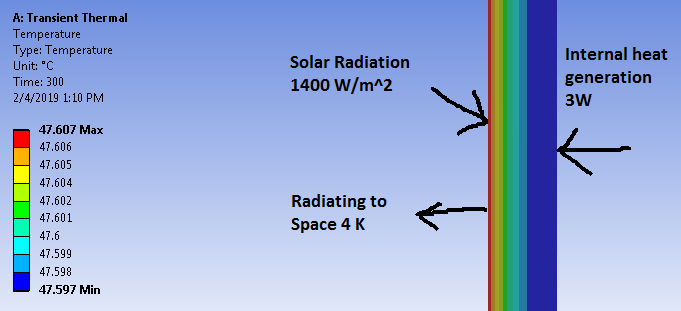 A: Transient Thermal
Temperature
Type: Temperature
Unit: °C
Time: 300
2/4/2019 1:10 PM
47.607 Max
47.606
47.605
47.604
47.602
47.601
47.6
47.599
47.598
47.597 Min
Solar Radiation
1400 W/m^2
Radiating to
Space 4 K
Internal heat
generation
3W